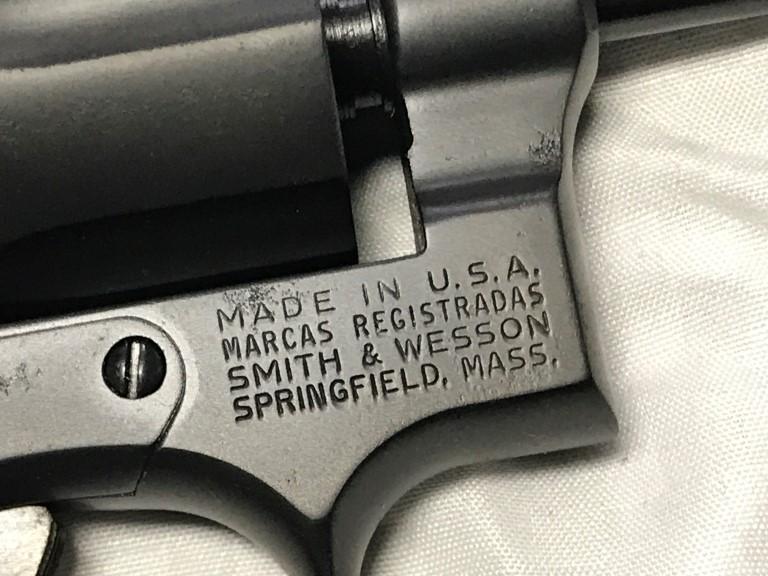 MADE IN U.S.A.
MARCAS REGISTRADAS
SMITH & WESSON
SPRINGFIELD, MASS.